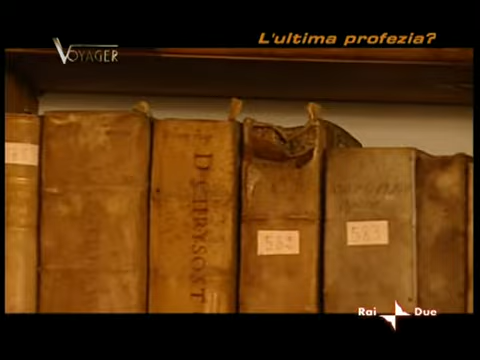 VOYAGER
L'ultima profezia?
D CHRYSOST
582
583
Rai Due